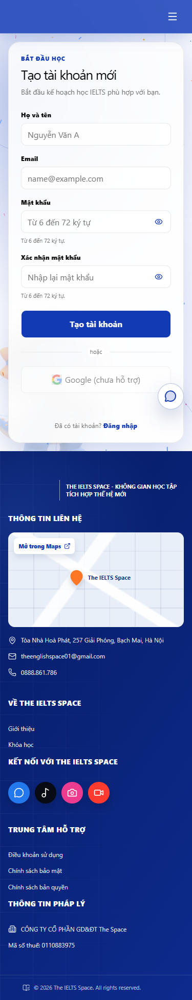 BẮT ĐẦU HỌC
Tạo tài khoản mới
Bắt đầu kế hoạch học IELTS phù hợp với bạn.
Họ và tên
Nguyễn Văn A
Email
name@example.com
Mật khẩu
Từ 6 đến 72 ký tự
Từ 6 đến 72 ký tự.
Xác nhận mật khẩu
Nhập lại mật khẩu
Từ 6 đến 72 ký tự.
Tạo tài khoản
hoặc
Google (chưa hỗ trợ)
Đã có tài khoản? Đăng nhập
THE IELTS SPACE - KHÔNG GIAN HỌC TẬP
TÍCH HỢP THẾ HỆ MỚI
THÔNG TIN LIÊN HỆ
Mở trong Maps
The IELTS Space
Tòa Nhà Hoà Phát, 257 Giải Phóng, Bạch Mai, Hà Nội
theenglishspace01@gmail.com
0888.861.786
VỀ THE IELTS SPACE
Giới thiệu
Khóa học
KẾT NỐI VỚI THE IELTS SPACE
TRUNG TÂM HỖ TRỢ
Điều khoản sử dụng
Chính sách bảo mật
Chính sách bản quyền
THÔNG TIN PHÁP LÝ
CÔNG TY CỔ PHẦN GD&ĐT The Space
Mã số thuế: 0110883975
© 2026 The IELTS Space. All rights reserved.